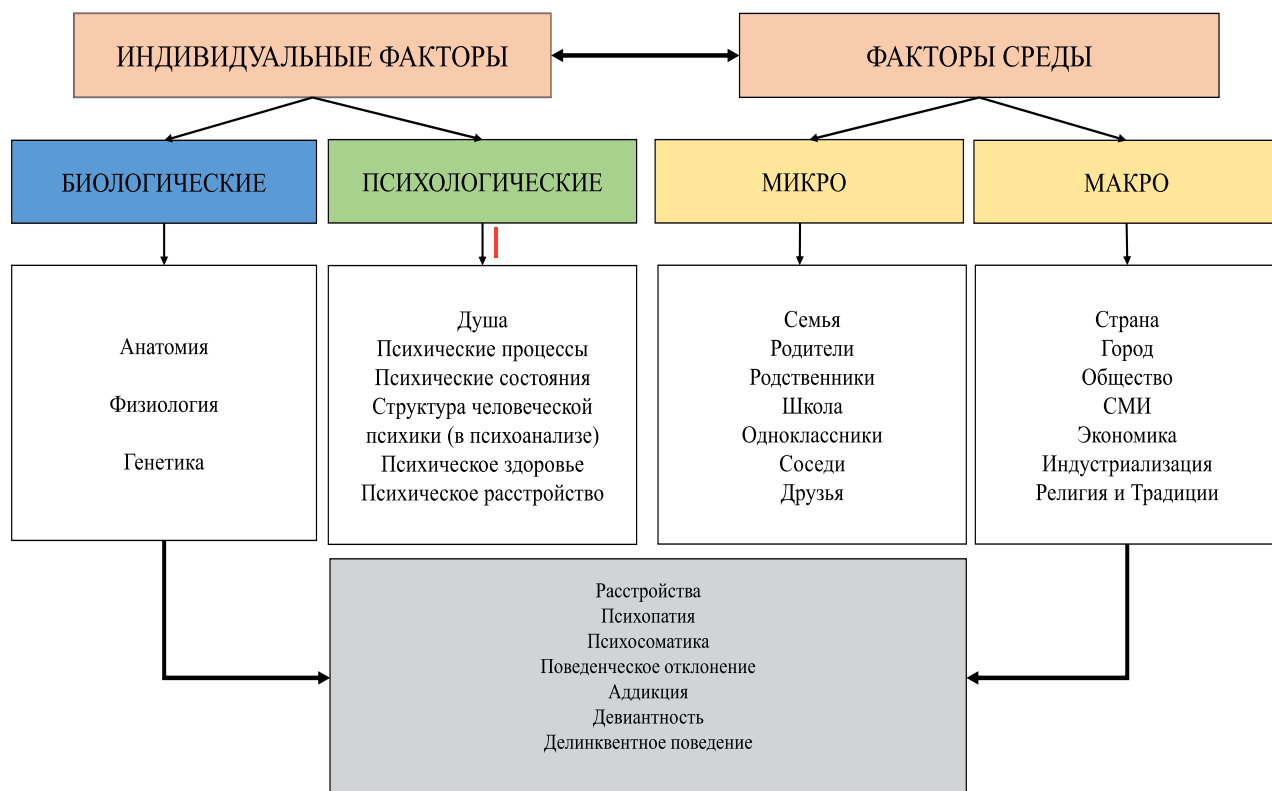 ИНДИВИДУАЛЬНЫЕ ФАКТОРЫ
ФАКТОРЫ СРЕДЫ
БИОЛОГИЧЕСКИЕ
ПСИХОЛОГИЧЕСКИЕ
МИКРО
МАКРО
Анатомия
Физиология
Генетика
Душа
Психические процессы
Психические состояния
Структура человеческой
психики (в психоанализе)
Психическое здоровье
Психическое расстройство
Семья
Родители
Родственники
Школа
Одноклассники
Соседи
Друзья
Страна
Город
Общество
СМИ
Экономика
Индустриализация
Религия и Традиции
Расстройства
Психопатия
Психосоматика
Поведенческое отклонение
Аддикция
Девиантность
Делинквентное поведение